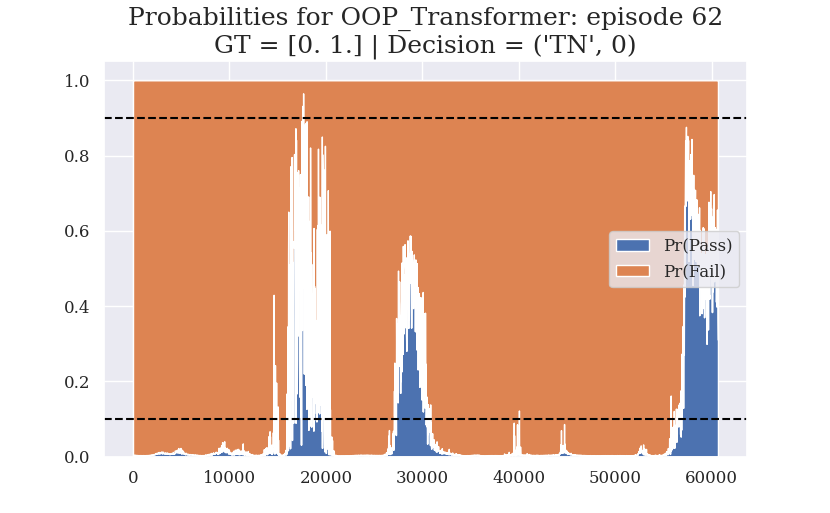 Probabilities for OOP_Transformer: episode 62
GT = [0. 1.] | Decision = ('TN', 0)
1.0
0.8
0.6
0.4
0.2
0.0
Pr(Pass)
Pr(Fail)
0 10000 20000 30000 40000 50000 60000